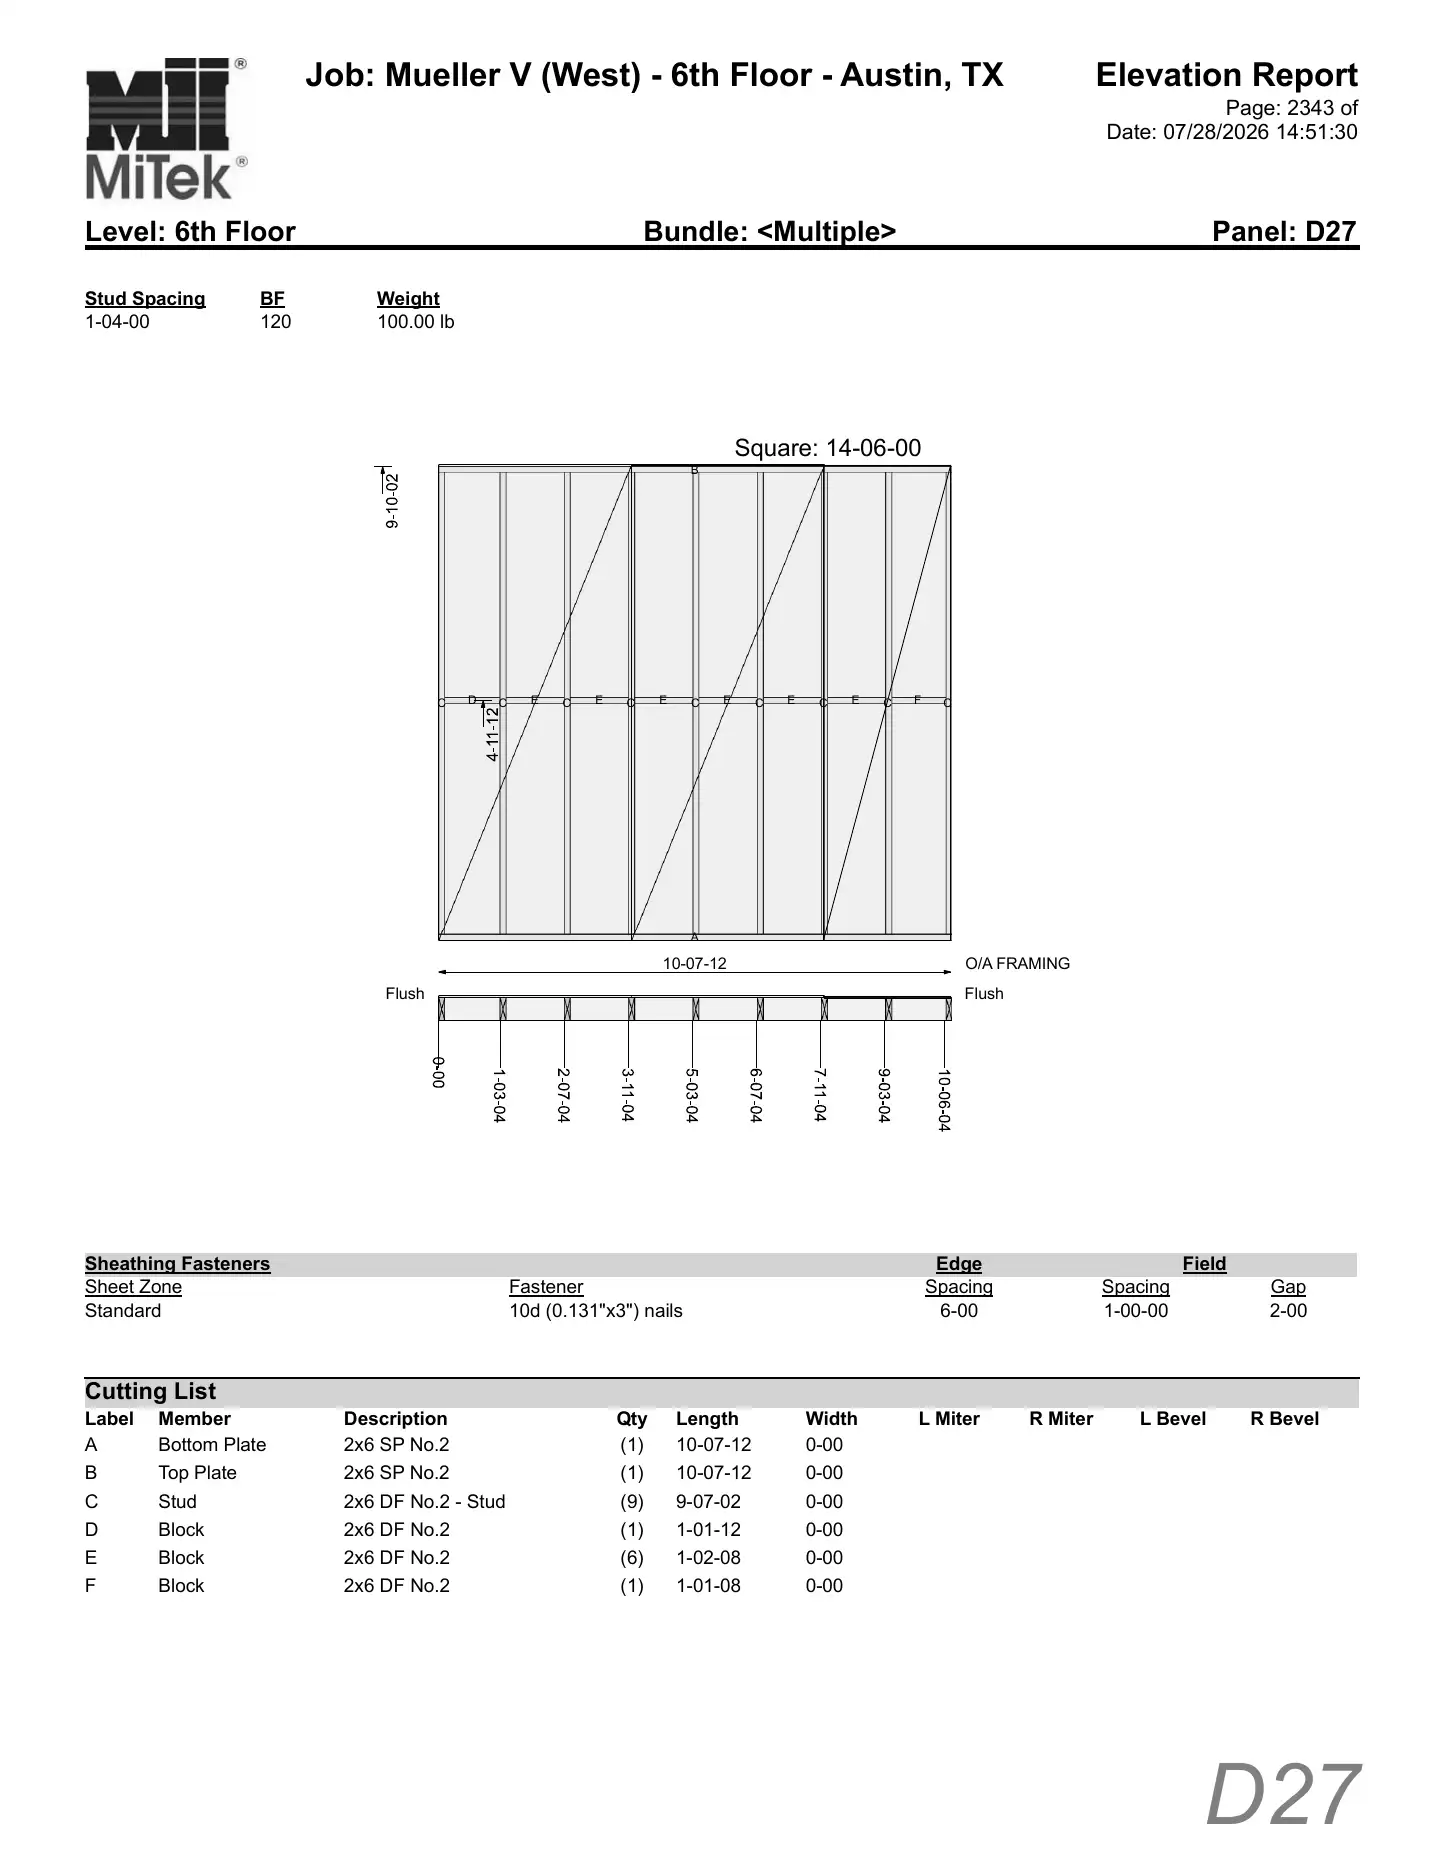 Job: Mueller V (West) - 6th Floor - Austin, TX
Elevation Report
Page: 2343 of
Date: 07/28/2026 14:51:30
MiTek®
Level: 6th Floor Bundle: <Multiple> Panel: D27
Stud Spacing BF Weight
1-04-00 120 100.00 lb
Square: 14-06-00
B
9-10-02
D E E E E E E F
C C C C C C C C C
4-11-12
A
10-07-12 O/A FRAMING
Flush Flush
0-00 1-03-04 2-07-04 3-11-04 5-03-04 6-07-04 7-11-04 9-03-04 10-06-04
Sheathing Fasteners Edge Field
Sheet Zone Fastener Spacing Spacing Gap
Standard 10d (0.131"x3") nails 6-00 1-00-00 2-00
Cutting List
Label Member Description Qty Length Width L Miter R Miter L Bevel R Bevel
A Bottom Plate 2x6 SP No.2 (1) 10-07-12 0-00
B Top Plate 2x6 SP No.2 (1) 10-07-12 0-00
C Stud 2x6 DF No.2 - Stud (9) 9-07-02 0-00
D Block 2x6 DF No.2 (1) 1-01-12 0-00
E Block 2x6 DF No.2 (6) 1-02-08 0-00
F Block 2x6 DF No.2 (1) 1-01-08 0-00
D27